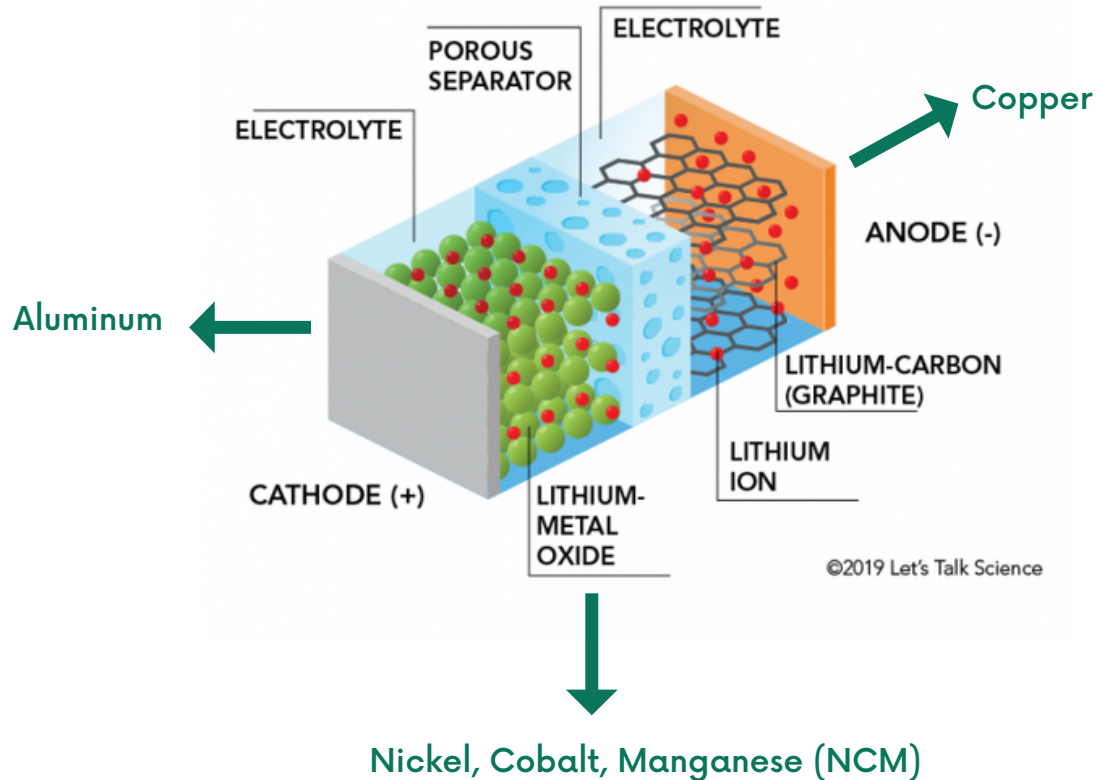 ELECTROLYTE
POROUS
SEPARATOR
Copper
ELECTROLYTE
ANODE (-)
Aluminum
LITHIUM-CARBON
(GRAPHITE)
LITHIUM
ION
CATHODE (+)
LITHIUM-
METAL
OXIDE
©2019 Let's Talk Science
Nickel, Cobalt, Manganese (NCM)